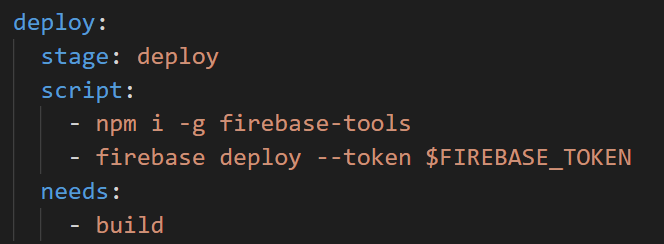 deploy:
  stage: deploy
  script:
    - npm i -g firebase-tools
    - firebase deploy --token $FIREBASE_TOKEN
  needs:
    - build